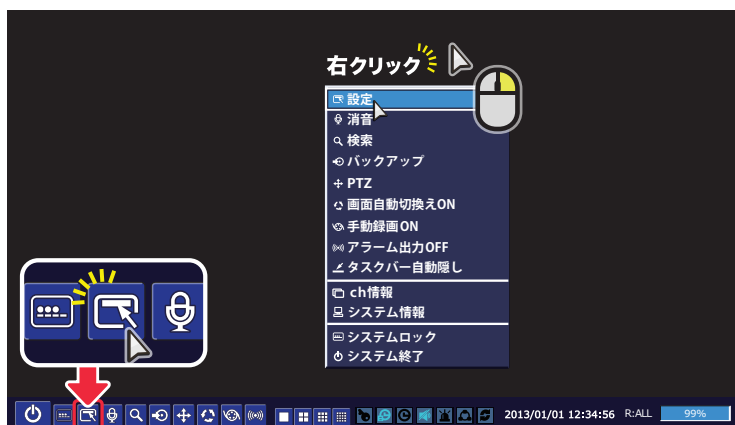 右クリック
設定
消音
検索
バックアップ
PTZ
画面自動切換えON
手動録画ON
アラーム出力OFF
タスクバー自動隠し
ch情報
システム情報
システムロック
システム終了
2013/01/01 12:34:56 R:ALL 99%